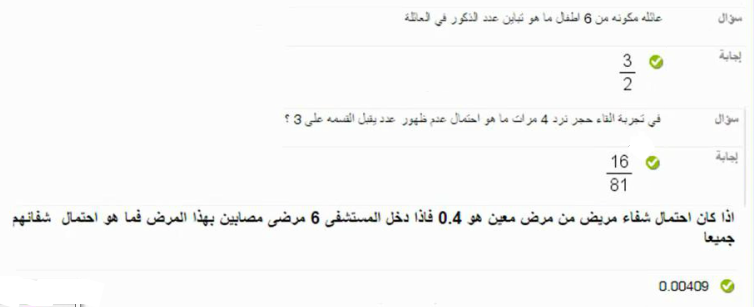 سؤال عائله مكونه من 6 اطفال ما هو تباين عدد الذكور في العائلة
إجابة
3
2
سؤال في تجربة القاء حجر نرد 4 مرات ما هو احتمال عدم ظهور عدد يقبل القسمه على 3 ؟
إجابة
16
81
اذا كان احتمال شفاء مريض من مرض معين هو 0.4 فاذا دخل المستشفى 6 مرضى مصابين بهذا المرض فما هو احتمال شفائهم
جميعا
0.00409